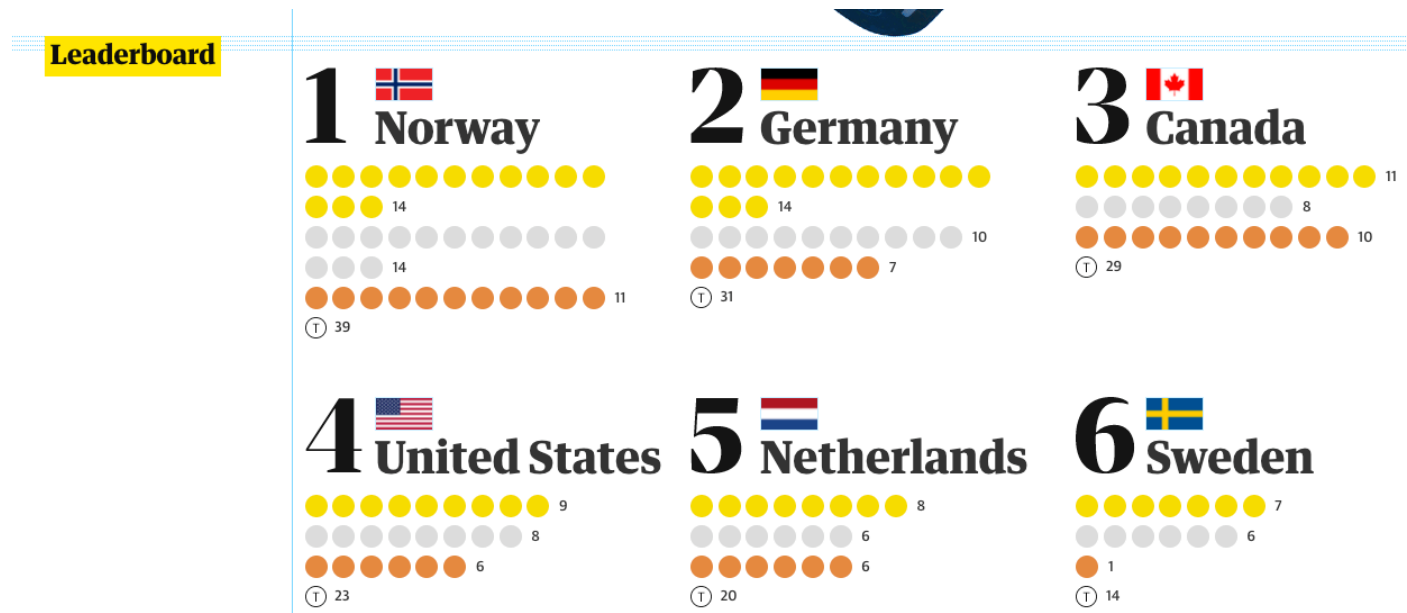 Leaderboard
1 Norway
14
14
11
T 39
2 Germany
14
10
7
T 31
3 Canada
11
8
10
T 29
4 United States
9
8
6
T 23
5 Netherlands
8
6
6
T 20
6 Sweden
7
6
1
T 14